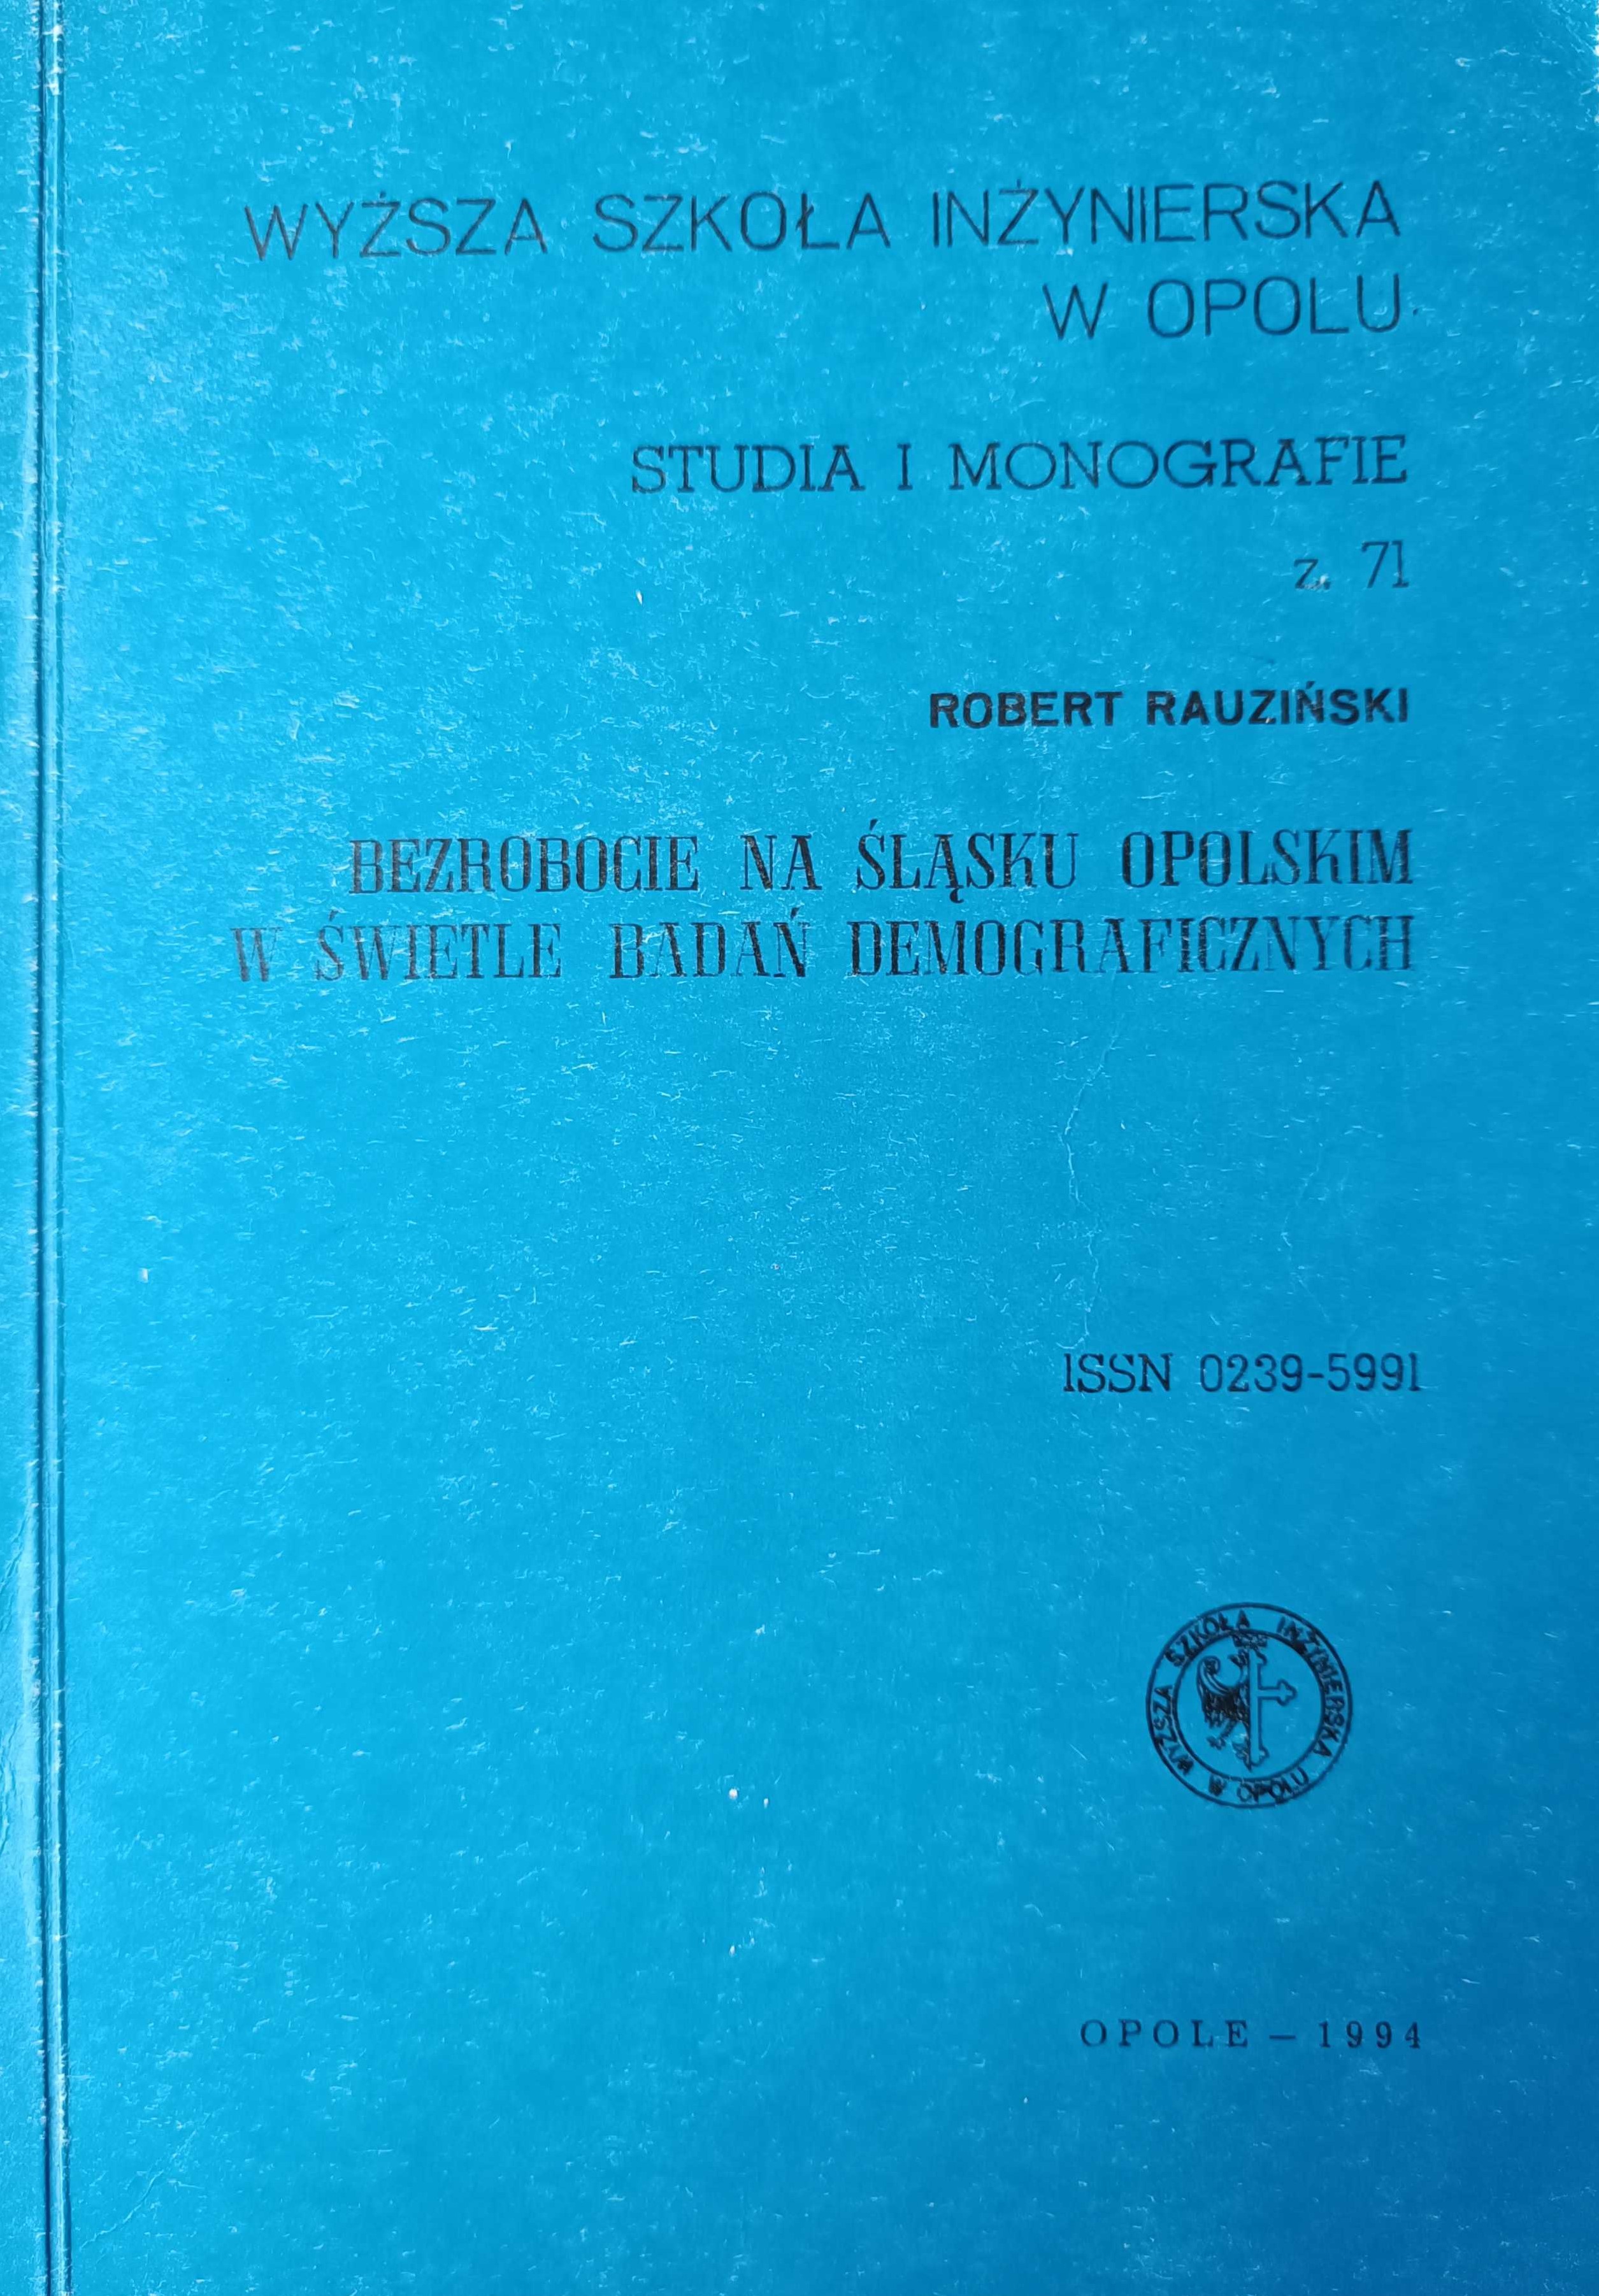 WYŻSZA SZKOŁA INŻYNIERSKA
W OPOLU
STUDIA I MONOGRAFIE
z. 71
ROBERT RAUZIŃSKI
BEZROBOCIE NA ŚLĄSKU OPOLSKIM
W ŚWIETLE BADAŃ DEMOGRAFICZNYCH
ISSN 0239-5991
WYŻSZA SZKOŁA INŻYNIERSKA
W OPOLU
OPOLE – 1994